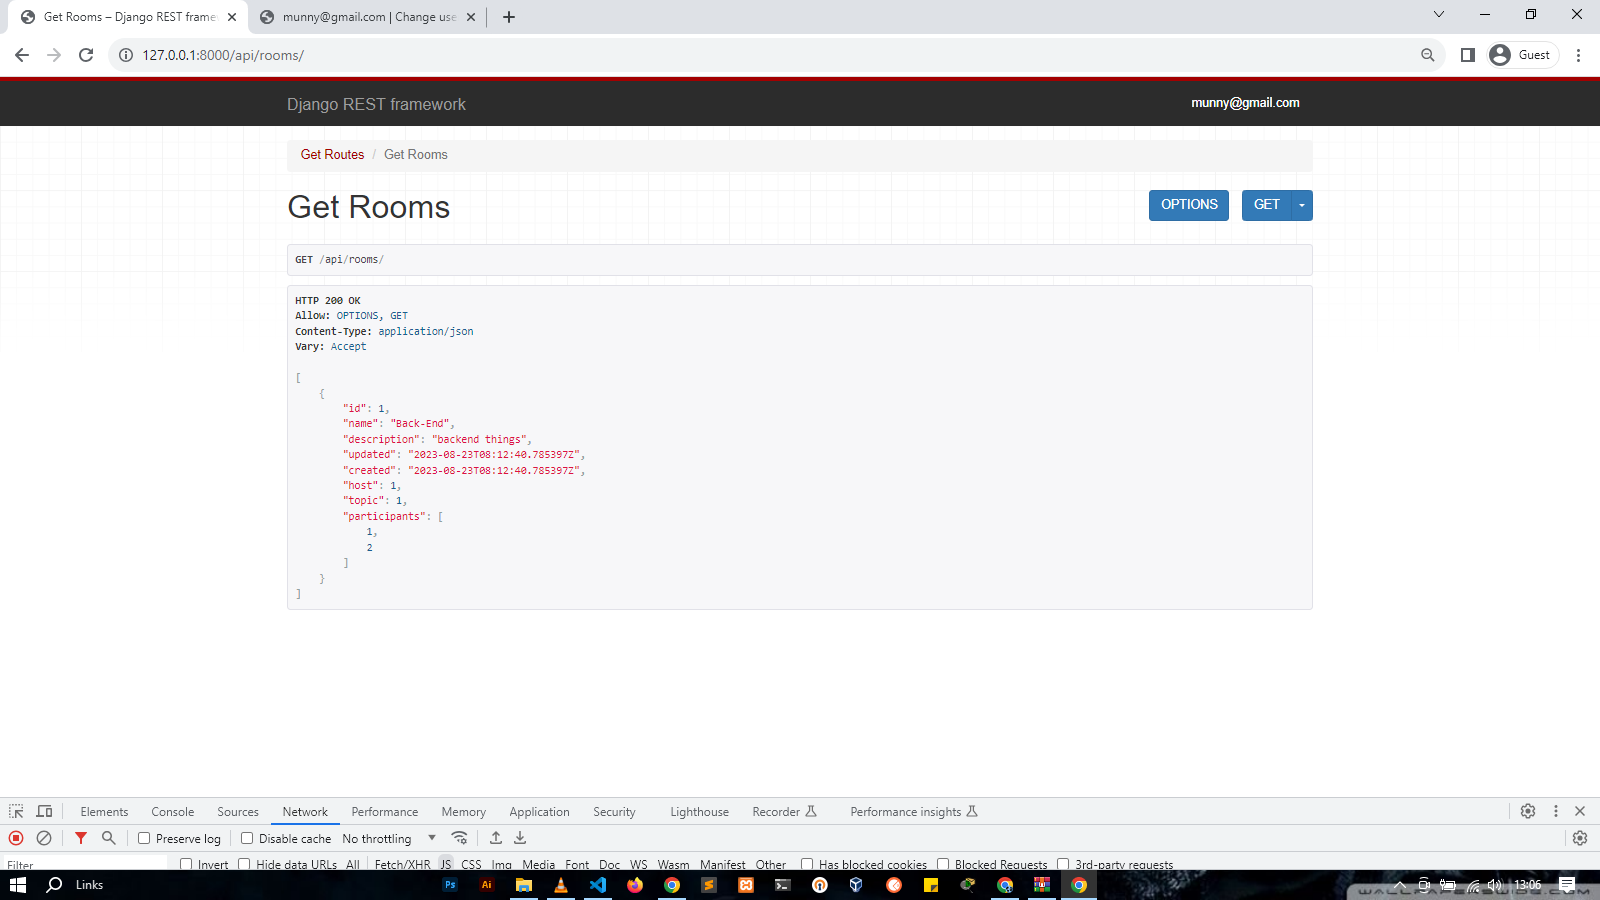 Get Rooms – Django REST frame
munny@gmail.com | Change use
127.0.0.1:8000/api/rooms/
Guest
Django REST framework
munny@gmail.com
Get Routes / Get Rooms
Get Rooms
OPTIONS
GET
GET /api/rooms/
HTTP 200 OK
Allow: OPTIONS, GET
Content-Type: application/json
Vary: Accept
[
{
"id": 1,
"name": "Back-End",
"description": "backend things",
"updated": "2023-08-23T08:12:40.785397Z",
"created": "2023-08-23T08:12:40.785397Z",
"host": 1,
"topic": 1,
"participants": [
1,
2
]
}
]
Elements Console Sources Network Performance Memory Application Security Lighthouse Recorder Performance insights
Preserve log Disable cache No throttling
Filter Invert Hide data URLs All Fetch/XHR JS CSS Img Media Font Doc WS Wasm Manifest Other Has blocked cookies Blocked Requests 3rd-party requests
Links
Ps
Ai
13:06